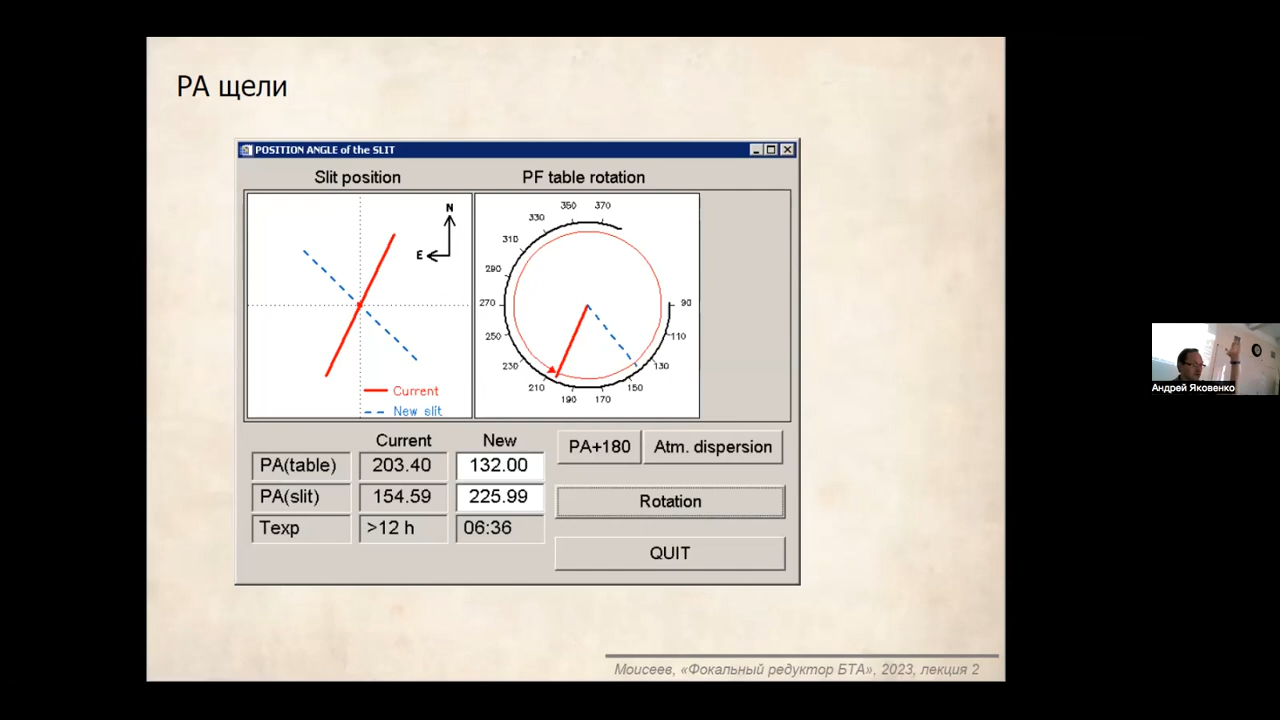 РА щели
POSITION ANGLE of the SLIT
Slit position
PF table rotation
N
E
Current
New slit
350
370
330
310
290
270
250
230
210
190
170
150
130
110
90
Current New
PA(table) 203.40 132.00
PA(slit) 154.59 225.99
Texp >12 h 06:36
PA+180
Atm. dispersion
Rotation
QUIT
Моисеев, «Фокальный редуктор БТА», 2023, лекция 2
Андрей Яковенко